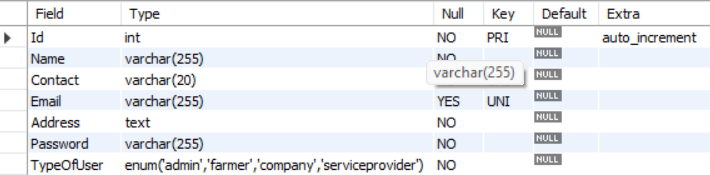 Field Type Null Key Default Extra
Id int NO PRI NULL auto_increment
Name varchar(255) NO NULL
varchar(255)
Contact varchar(20) NULL
Email varchar(255) YES UNI NULL
Address text NO NULL
Password varchar(255) NO NULL
TypeOfUser enum('admin','farmer','company','serviceprovider') NO NULL